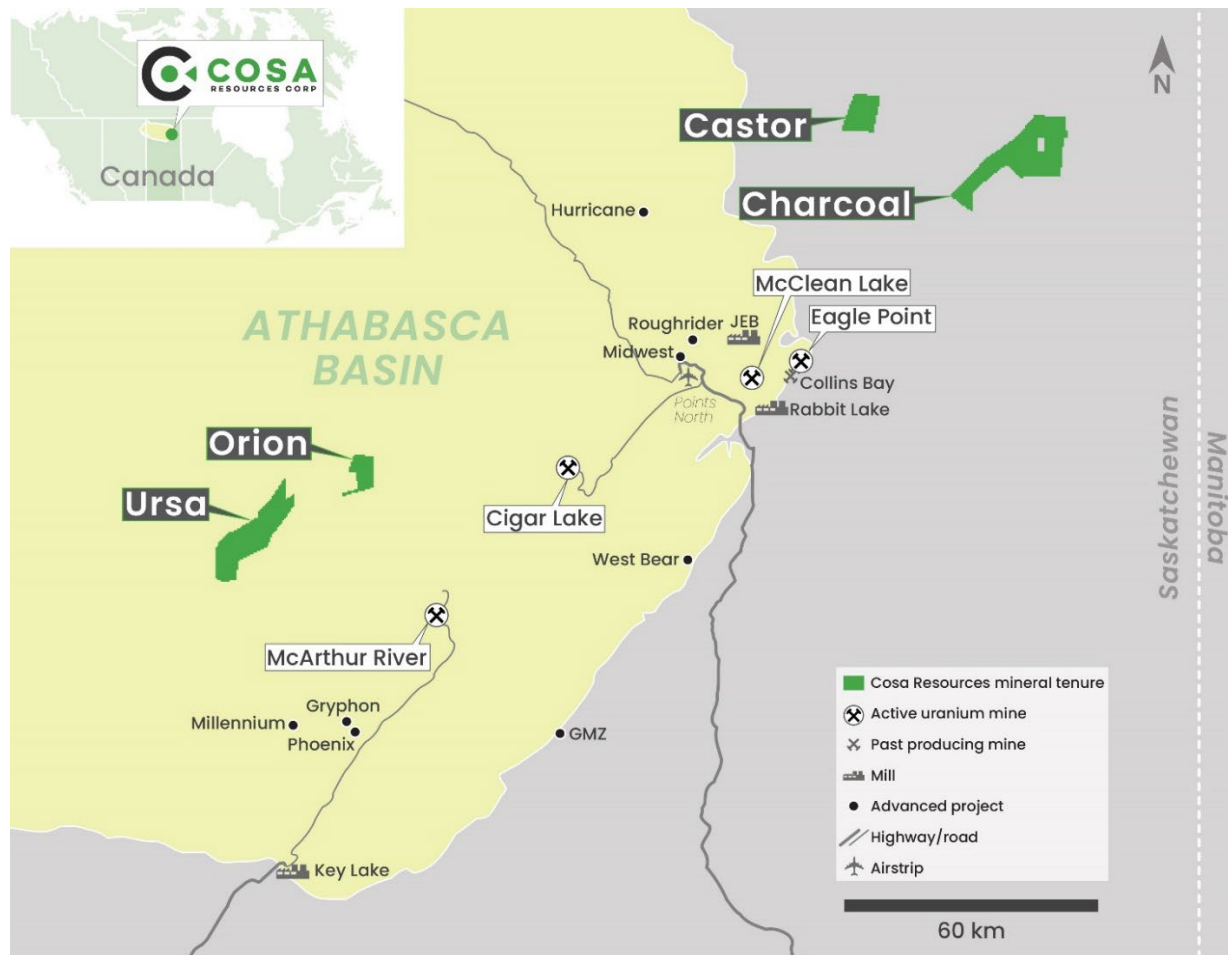 COSA
RESOURCES CORP
Canada
N
Castor
Charcoal
Hurricane
McClean Lake
Eagle Point
Roughrider
JEB
Midwest
Collins Bay
Points
North
Rabbit Lake
ATHABASCA
BASIN
Orion
Ursa
Cigar Lake
West Bear
McArthur River
Gryphon
Millennium
Phoenix
GMZ
Key Lake
Saskatchewan
Manitoba
Cosa Resources mineral tenure
Active uranium mine
Past producing mine
Mill
Advanced project
Highway/road
Airstrip
60 km